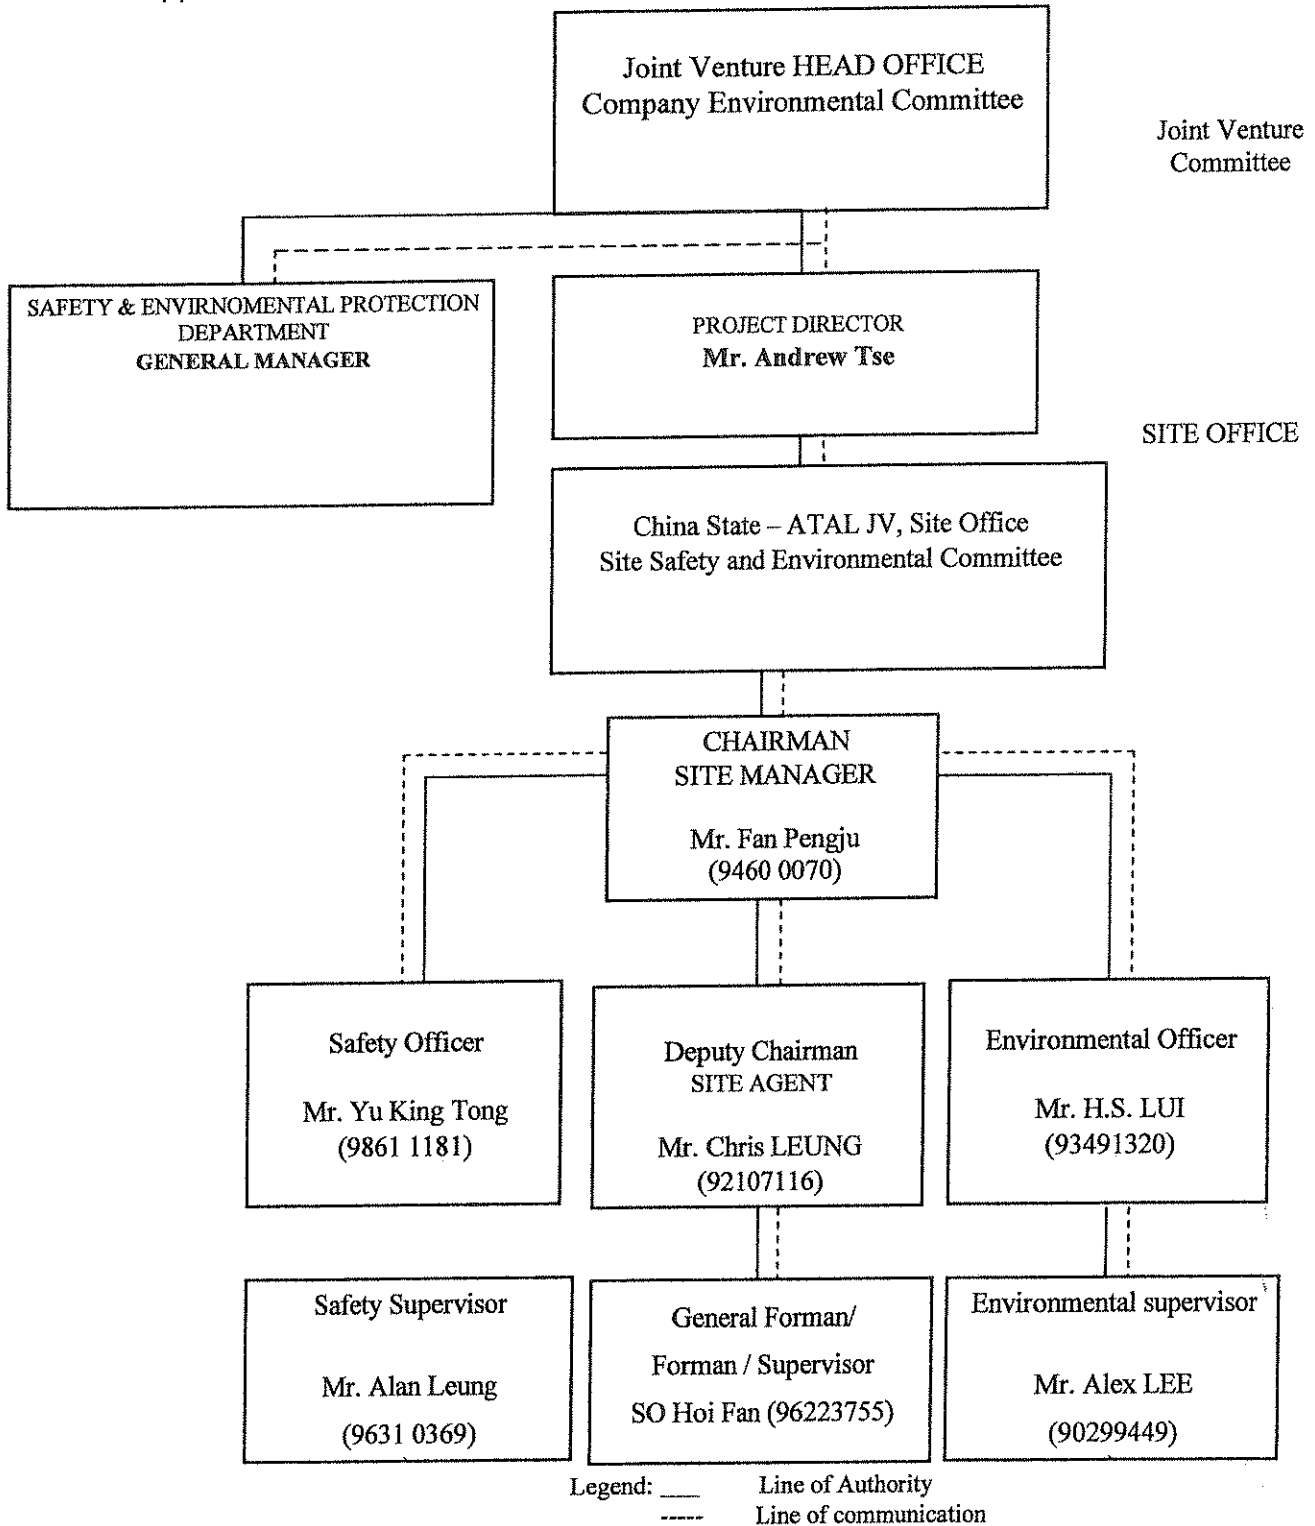 Joint Venture HEAD OFFICE
Company Environmental Committee
Joint Venture
Committee
SAFETY & ENVIRNOMENTAL PROTECTION
DEPARTMENT
GENERAL MANAGER
PROJECT DIRECTOR
Mr. Andrew Tse
SITE OFFICE
China State – ATAL JV, Site Office
Site Safety and Environmental Committee
CHAIRMAN
SITE MANAGER
Mr. Fan Pengju
(9460 0070)
Safety Officer
Mr. Yu King Tong
(9861 1181)
Deputy Chairman
SITE AGENT
Mr. Chris LEUNG
(92107116)
Environmental Officer
Mr. H.S. LUI
(93491320)
Safety Supervisor
Mr. Alan Leung
(9631 0369)
General Forman/
Forman / Supervisor
SO Hoi Fan (96223755)
Environmental supervisor
Mr. Alex LEE
(90299449)
Legend: ___ Line of Authority
----- Line of communication